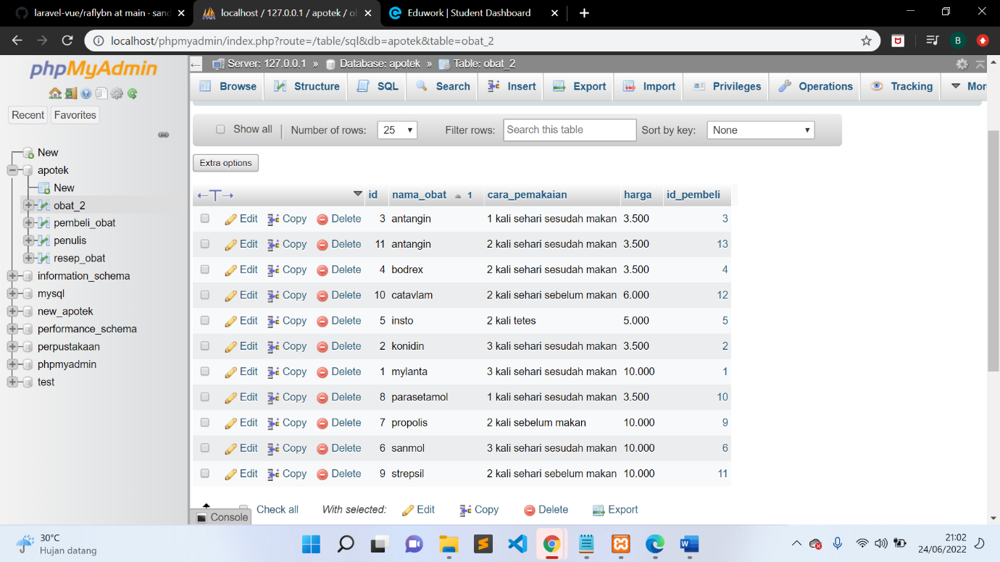 laravel-vue/raflybn at main · sand
localhost / 127.0.0.1 / apotek / ob
Eduwork | Student Dashboard
localhost/phpmyadmin/index.php?route=/table/sql&db=apotek&table=obat_2
B
phpMyAdmin
Recent Favorites
New
apotek
New
obat_2
pembeli_obat
penulis
resep_obat
information_schema
mysql
new_apotek
performance_schema
perpustakaan
phpmyadmin
test
Server: 127.0.0.1 » Database: apotek » Table: obat_2
Browse Structure SQL Search Insert Export Import Privileges Operations Tracking More
Show all | Number of rows: 25 Filter rows: Search this table Sort by key: None
Extra options
←T→ id nama_obat 1 cara_pemakaian harga id_pembeli
Edit Copy Delete 3 antangin 1 kali sehari sesudah makan 3.500 3
Edit Copy Delete 11 antangin 2 kali sehari sesudah makan 3.500 13
Edit Copy Delete 4 bodrex 2 kali sehari sesudah makan 3.500 4
Edit Copy Delete 10 catavlam 2 kali sehari sebelum makan 6.000 12
Edit Copy Delete 5 insto 2 kali tetes 5.000 5
Edit Copy Delete 2 konidin 3 kali sehari sesudah makan 3.500 2
Edit Copy Delete 1 mylanta 3 kali sehari sesudah makan 10.000 1
Edit Copy Delete 8 parasetamol 1 kali sehari sesudah makan 3.500 10
Edit Copy Delete 7 propolis 2 kali sebelum makan 10.000 9
Edit Copy Delete 6 sanmol 3 kali sehari sesudah makan 10.000 6
Edit Copy Delete 9 strepsil 2 kali sehari sebelum makan 10.000 11
Check all With selected: Edit Copy Delete Export
Console
30°C
Hujan datang
21:02
24/06/2022